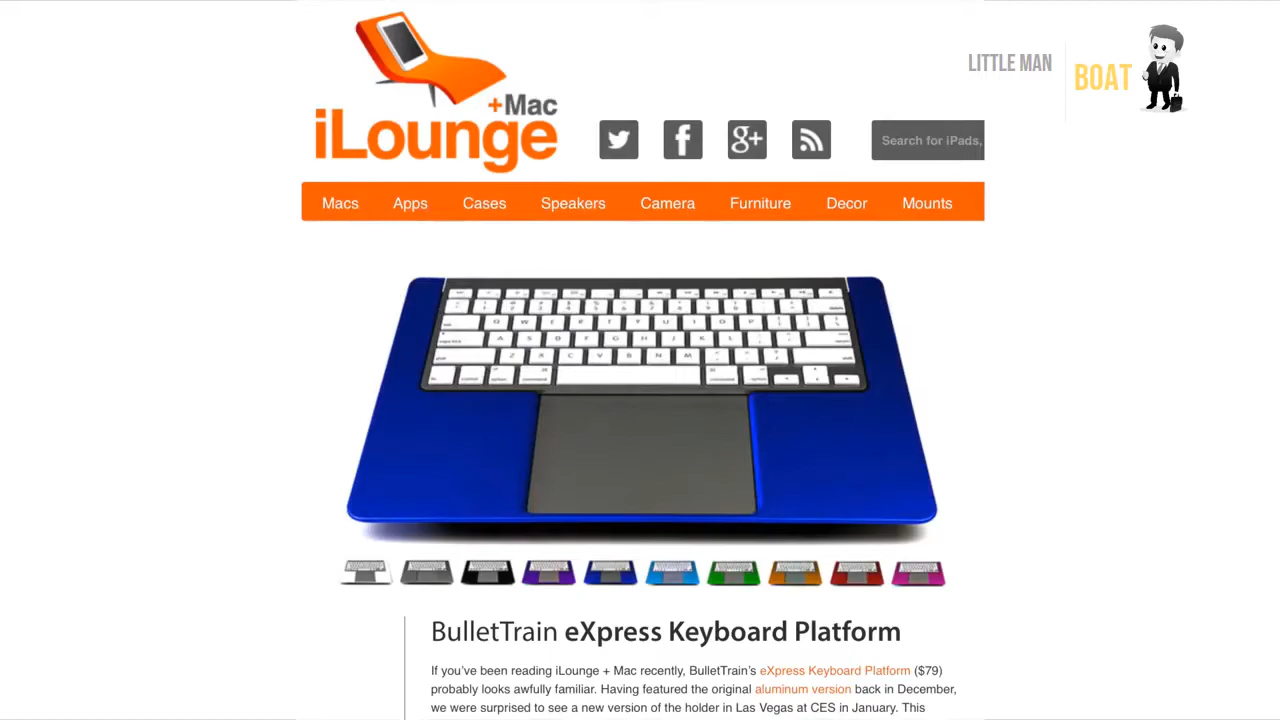 LITTLE MAN
BOAT
+Mac
iLounge
Search for iPads,
Macs Apps Cases Speakers Camera Furniture Decor Mounts
BulletTrain eXpress Keyboard Platform
If you’ve been reading iLounge + Mac recently, BulletTrain’s eXpress Keyboard Platform ($79)
probably looks awfully familiar. Having featured the original aluminum version back in December,
we were surprised to see a new version of the holder in Las Vegas at CES in January. This